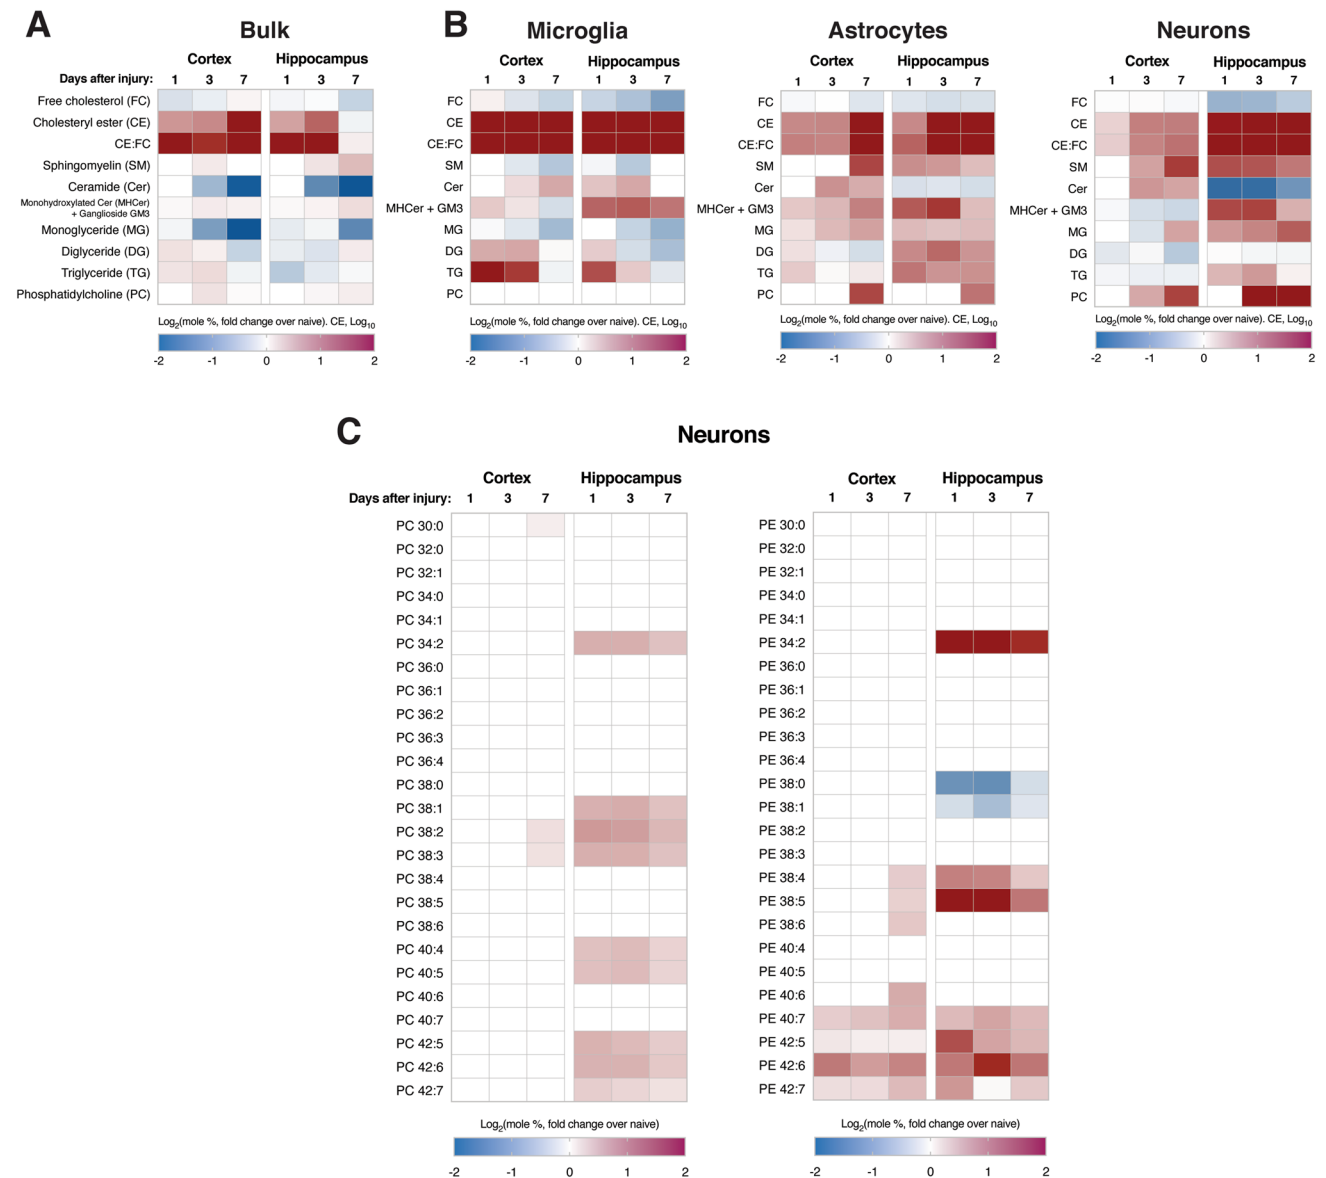 A
Bulk
Cortex Hippocampus
Days after injury: 1 3 7 1 3 7
Free cholesterol (FC)
Cholesteryl ester (CE)
CE:FC
Sphingomyelin (SM)
Ceramide (Cer)
Monohydroxylated Cer (MHCer)
+ Ganglioside GM3
Monoglyceride (MG)
Diglyceride (DG)
Triglyceride (TG)
Phosphatidylcholine (PC)
Log2(mole %, fold change over naive). CE, Log10
-2 -1 0 1 2
B
Microglia
Cortex Hippocampus
1 3 7 1 3 7
FC
CE
CE:FC
SM
Cer
MHCer + GM3
MG
DG
TG
PC
Log2(mole %, fold change over naive). CE, Log10
-2 -1 0 1 2
Astrocytes
Cortex Hippocampus
1 3 7 1 3 7
FC
CE
CE:FC
SM
Cer
MHCer + GM3
MG
DG
TG
PC
Log2(mole %, fold change over naive). CE, Log10
-2 -1 0 1 2
Neurons
Cortex Hippocampus
1 3 7 1 3 7
FC
CE
CE:FC
SM
Cer
MHCer + GM3
MG
DG
TG
PC
Log2(mole %, fold change over naive). CE, Log10
-2 -1 0 1 2
C
Neurons
Cortex Hippocampus
Days after injury: 1 3 7 1 3 7
PC 30:0
PC 32:0
PC 32:1
PC 34:0
PC 34:1
PC 34:2
PC 36:0
PC 36:1
PC 36:2
PC 36:3
PC 36:4
PC 38:0
PC 38:1
PC 38:2
PC 38:3
PC 38:4
PC 38:5
PC 38:6
PC 40:4
PC 40:5
PC 40:6
PC 40:7
PC 42:5
PC 42:6
PC 42:7
Log2(mole %, fold change over naive)
-2 -1 0 1 2
Cortex Hippocampus
1 3 7 1 3 7
PE 30:0
PE 32:0
PE 32:1
PE 34:0
PE 34:1
PE 34:2
PE 36:0
PE 36:1
PE 36:2
PE 36:3
PE 36:4
PE 38:0
PE 38:1
PE 38:2
PE 38:3
PE 38:4
PE 38:5
PE 38:6
PE 40:4
PE 40:5
PE 40:6
PE 40:7
PE 42:5
PE 42:6
PE 42:7
Log2(mole %, fold change over naive)
-2 -1 0 1 2